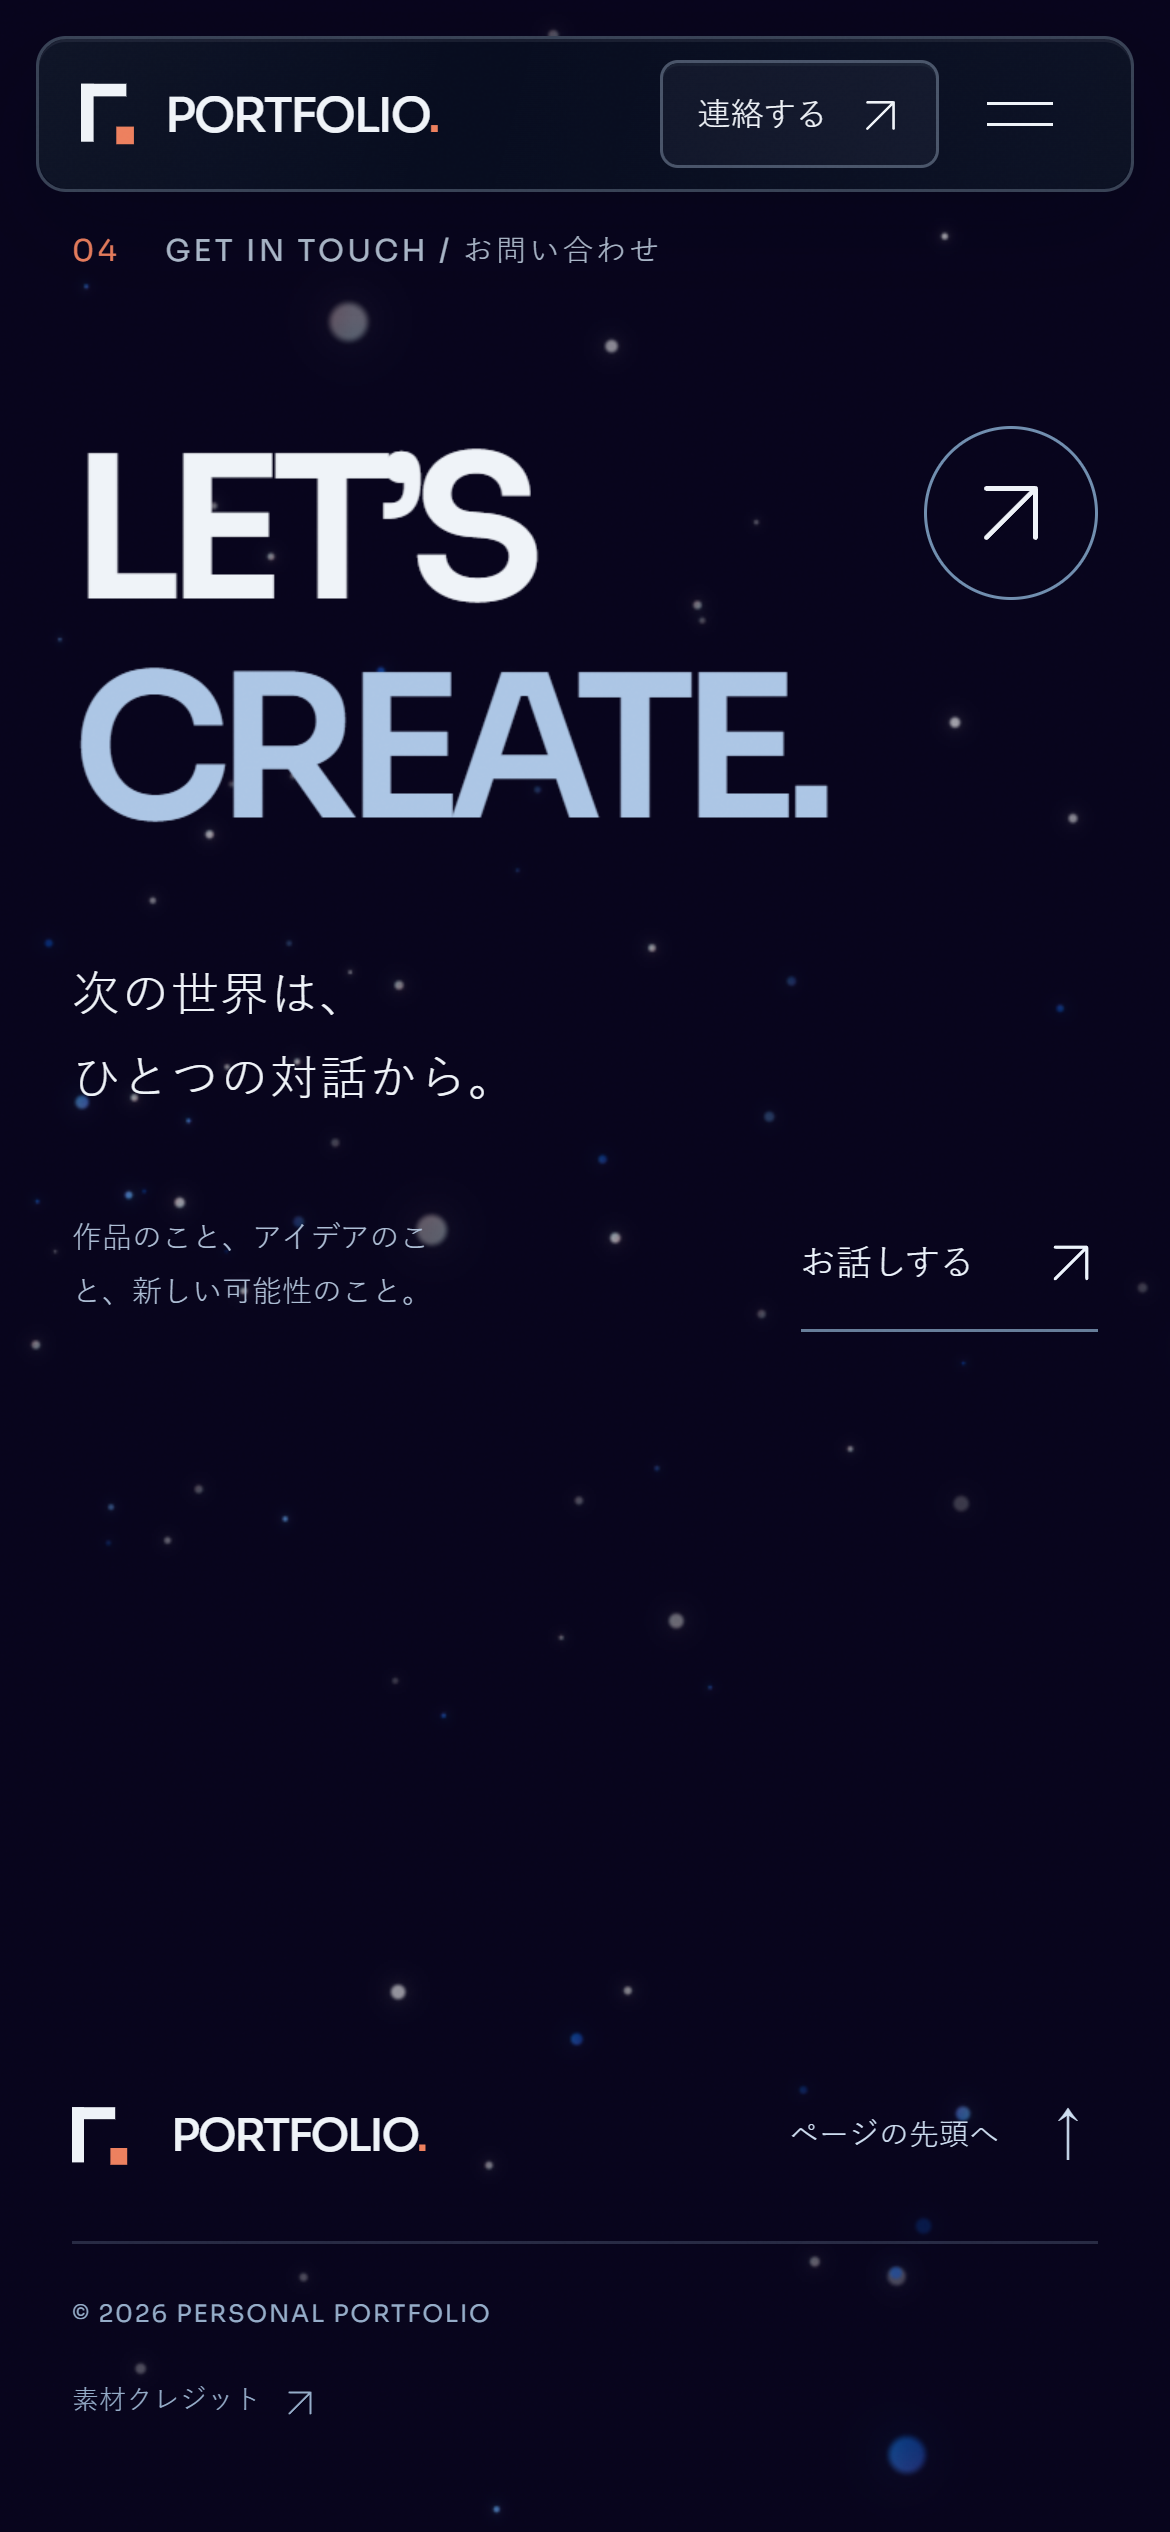 PORTFOLIO.
連絡する
04 GET IN TOUCH / お問い合わせ
LET’S
CREATE.
次の世界は、
ひとつの対話から。
作品のこと、アイデアのこ
と、新しい可能性のこと。
お話しする
PORTFOLIO.
ページの先頭へ
© 2026 PERSONAL PORTFOLIO
素材クレジット